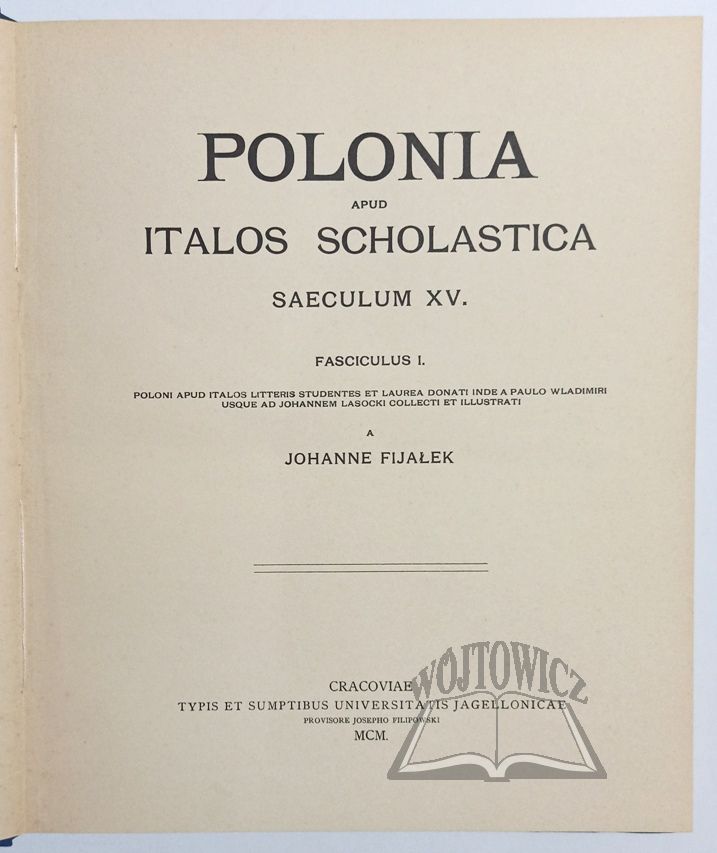 POLONIA
APUD
ITALOS SCHOLASTICA
SAECULUM XV.
FASCICULUS I.
POLONI APUD ITALOS LITTERIS STUDENTES ET LAUREA DONATI INDE A PAULO WLADIMIRI
USQUE AD JOHANNEM LASOCKI COLLECTI ET ILLUSTRATI
A
JOHANNE FIJAŁEK
CRACOVIAE
TYPIS ET SUMPTIBUS UNIVERSITATIS JAGELLONICAE
PROVISORE JOSEPHO FILIPOWSKI
MCM.
WÓJTOWICZ